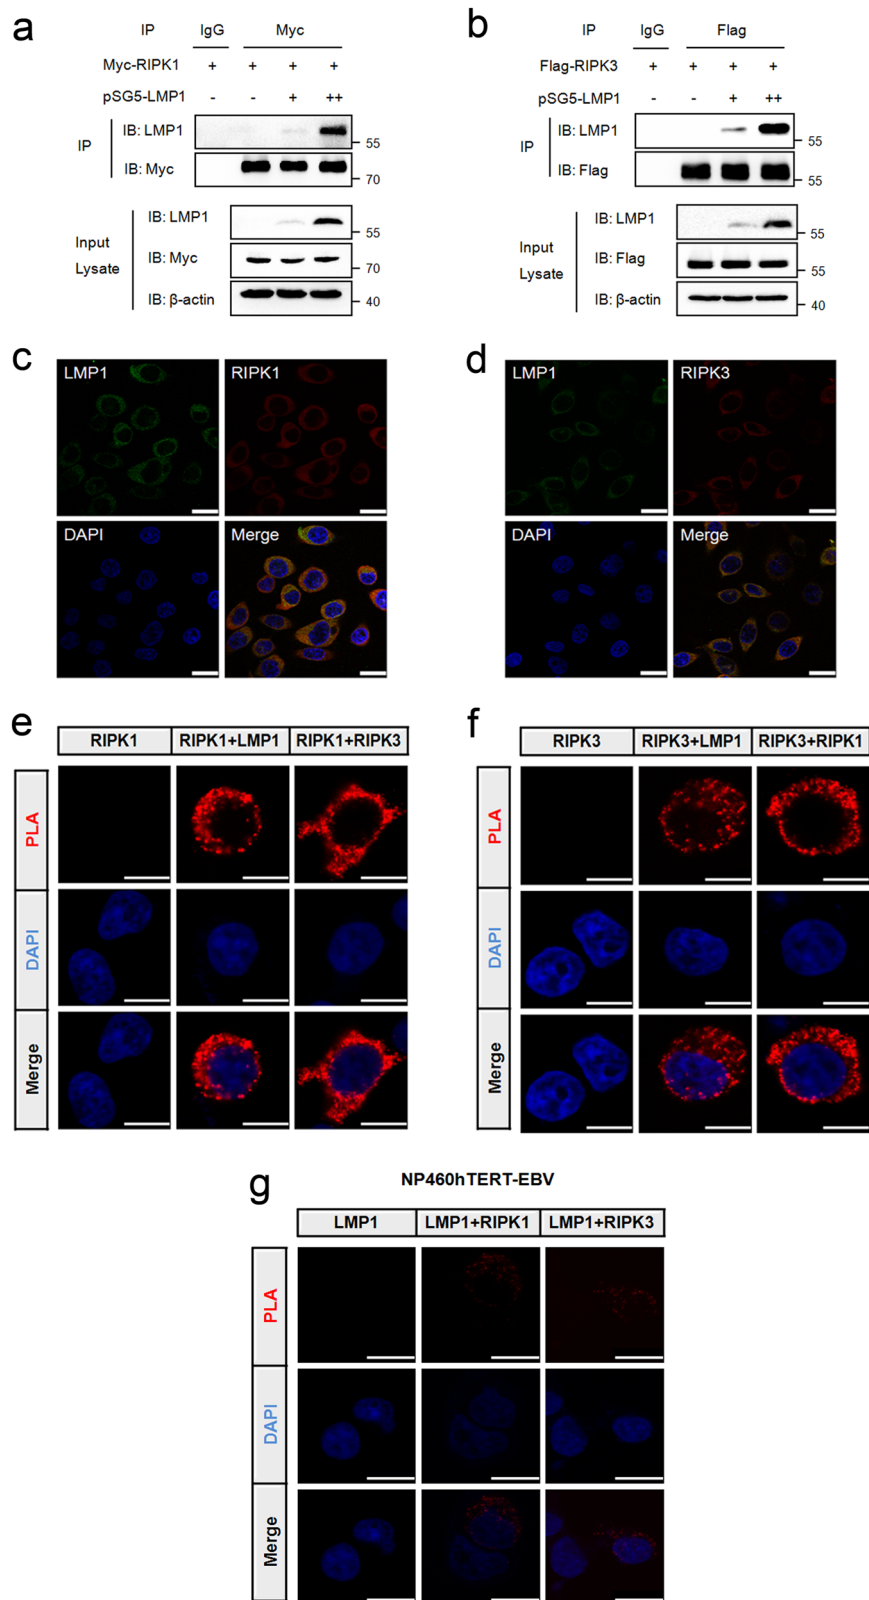 a
IP IgG Myc
Myc-RIPK1 + + + +
pSG5-LMP1 - - + ++
IP
IB: LMP1 55
IB: Myc 70
Input Lysate
IB: LMP1 55
IB: Myc 70
IB: β-actin 40
b
IP IgG Flag
Flag-RIPK3 + + + +
pSG5-LMP1 - - + ++
IP
IB: LMP1 55
IB: Flag 55
Input Lysate
IB: LMP1 55
IB: Flag 55
IB: β-actin 40
c
LMP1 RIPK1
DAPI Merge
d
LMP1 RIPK3
DAPI Merge
e
RIPK1 RIPK1+LMP1 RIPK1+RIPK3
PLA
DAPI
Merge
f
RIPK3 RIPK3+LMP1 RIPK3+RIPK1
PLA
DAPI
Merge
g
NP460hTERT-EBV
LMP1 LMP1+RIPK1 LMP1+RIPK3
PLA
DAPI
Merge